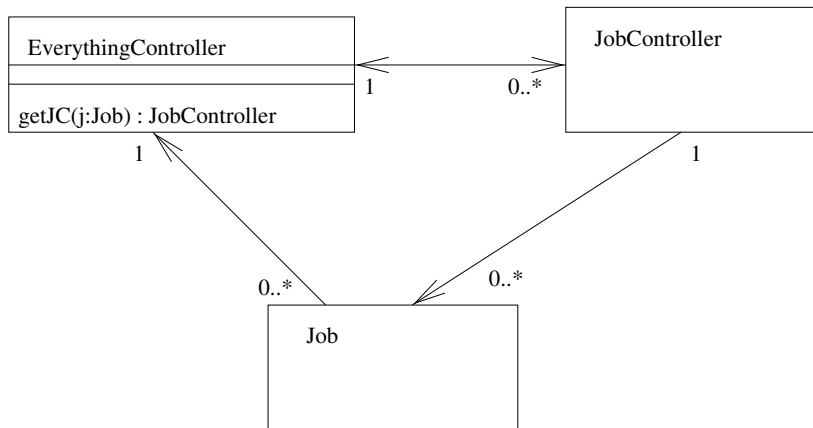 EverythingController
JobController
1
0..*
getJC(j:Job) : JobController
1
1
0..*
0..*
Job